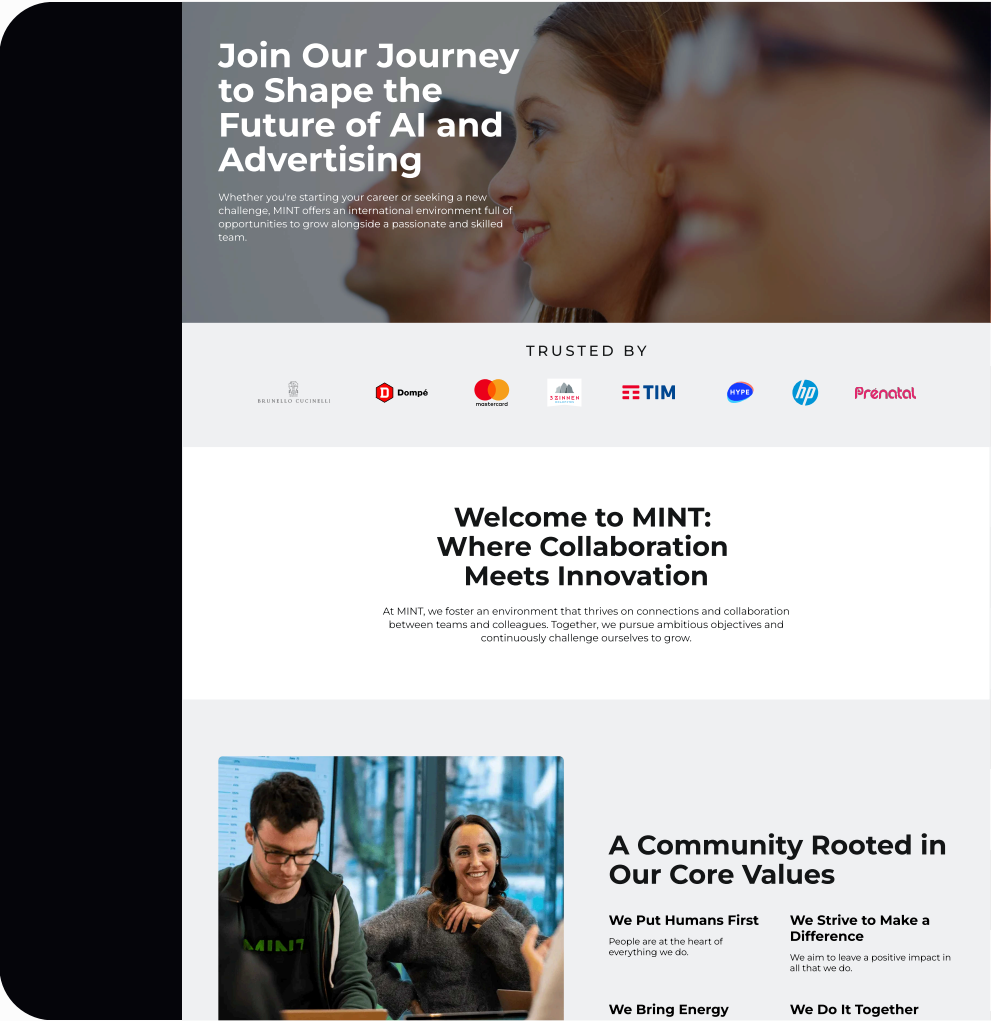 Join Our Journey
to Shape the
Future of AI and
Advertising
Whether you're starting your career or seeking a new
challenge, MINT offers an international environment full of
opportunities to grow alongside a passionate and skilled
team.
TRUSTED BY
BRUNELLO CUCINELLI
D Dompé
mastercard
3 ZINNEN
TIM
HYPE
hp
Prénatal
Welcome to MINT:
Where Collaboration
Meets Innovation
At MINT, we foster an environment that thrives on connections and collaboration
between teams and colleagues. Together, we pursue ambitious objectives and
continuously challenge ourselves to grow.
MINT
A Community Rooted in
Our Core Values
We Put Humans First
People are at the heart of
everything we do.
We Strive to Make a
Difference
We aim to leave a positive impact in
all that we do.
We Bring Energy
We Do It Together